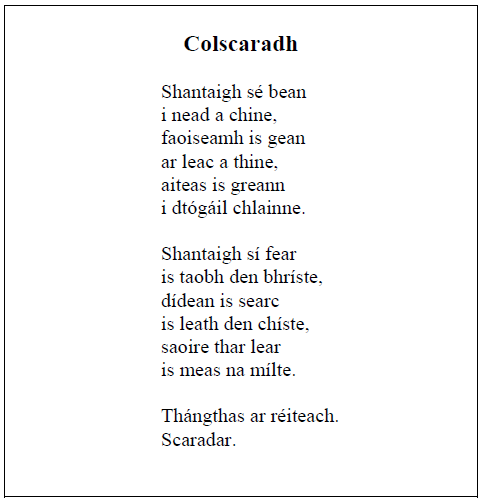 Colscaradh
Shantaigh sé bean
i nead a chine,
faoiseamh is gean
ar leac a thine,
aiteas is greann
i dtógáil chlainne.
Shantaigh sí fear
is taobh den bhríste,
dídean is searc
is leath den chíste,
saoire thar lear
is meas na mílte.
Thángthas ar réiteach.
Scaradar.